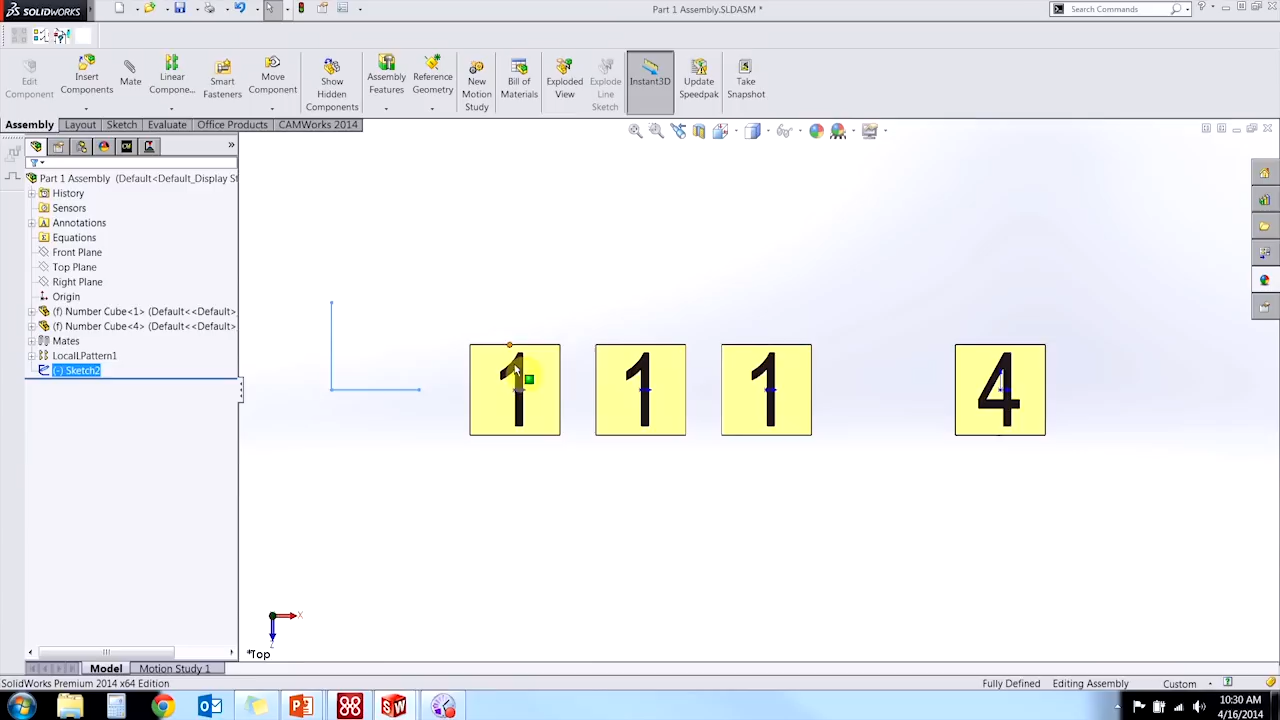 SOLIDWORKS
Part 1 Assembly.SLDASM *
Search Commands
Edit Component
Insert Components
Mate
Linear Compone...
Smart Fasteners
Move Component
Show Hidden Components
Assembly Features
Reference Geometry
New Motion Study
Bill of Materials
Exploded View
Explode Line Sketch
Instant3D
Update Speedpak
Take Snapshot
Assembly
Layout
Sketch
Evaluate
Office Products
CAMWorks 2014
Part 1 Assembly (Default<Default_Display St
History
Sensors
Annotations
Equations
Front Plane
Top Plane
Right Plane
Origin
(f) Number Cube<1> (Default<<Default>
(f) Number Cube<4> (Default<<Default>
Mates
LocalLPattern1
(-) Sketch2
1 1 1 4
X
Z
*Top
Model
Motion Study 1
SolidWorks Premium 2014 x64 Edition
Fully Defined
Editing Assembly
Custom
10:30 AM
4/16/2014